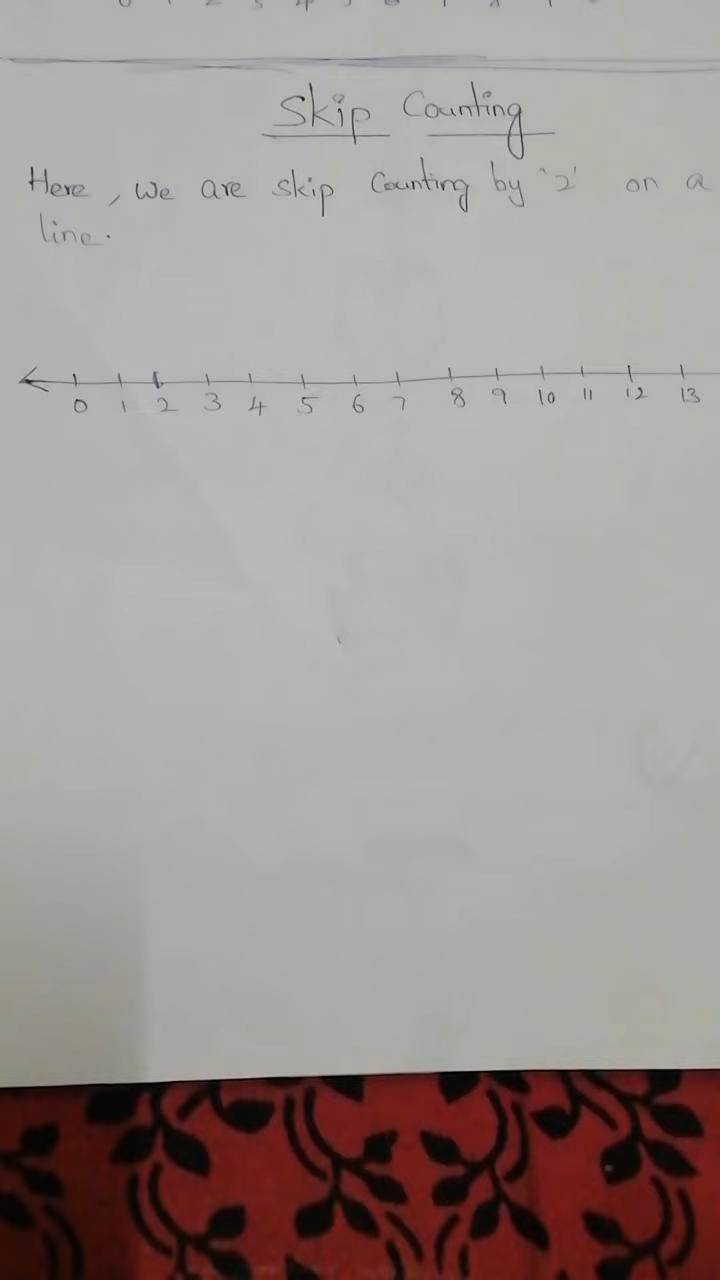 Skip Counting
Here, we are skip Counting by '2' on a
line.
0 1 2 3 4 5 6 7 8 9 10 11 12 13